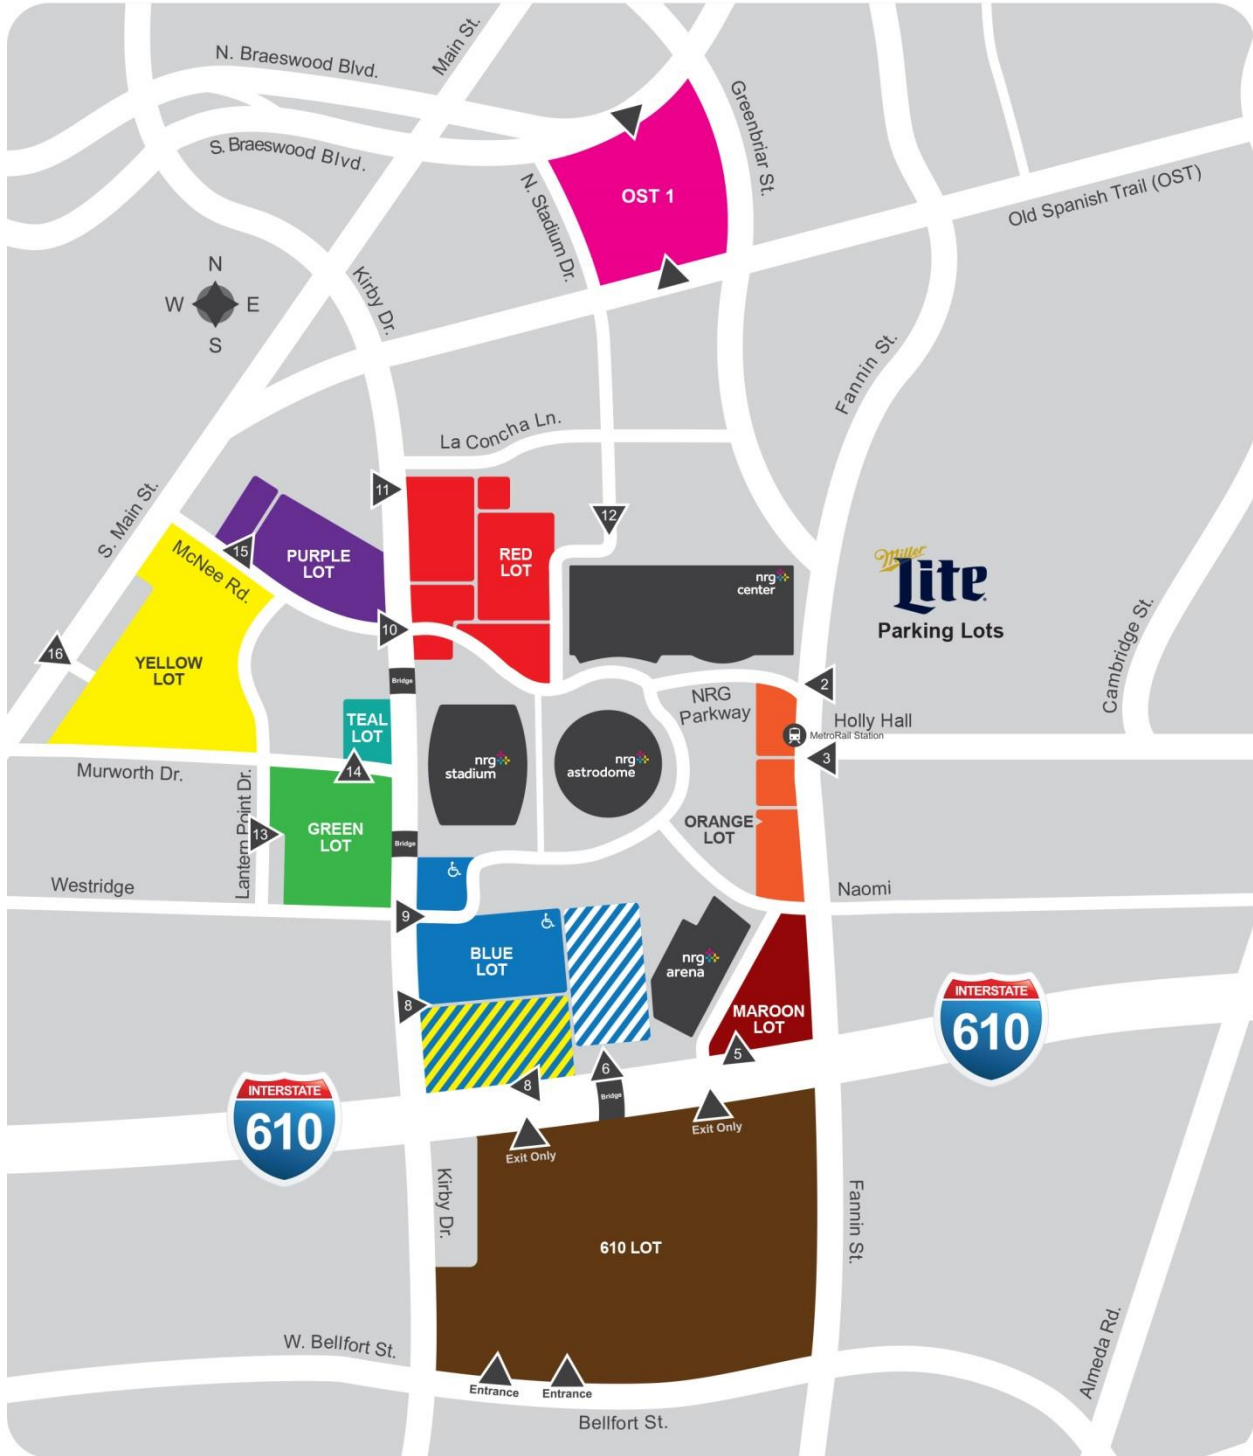 N. Braeswood Blvd.
Main St.
S. Braeswood Blvd.
Greenbriar St.
N. Stadium Dr.
OST 1
Old Spanish Trail (OST)
N
W
E
S
Kirby Dr.
Fannin St.
La Concha Ln.
S. Main St.
11
12
15
PURPLE
LOT
RED
LOT
nrg
center
Miller
Lite
Parking Lots
McNee Rd.
10
16
YELLOW
LOT
Bridge
2
NRG
Parkway
Holly Hall
MetroRail Station
Cambridge St.
TEAL
LOT
nrg
stadium
nrg
astrodome
3
Murworth Dr.
14
Lantern Point Dr.
13
GREEN
LOT
Bridge
ORANGE
LOT
Westridge
Naomi
9
BLUE
LOT
nrg
arena
8
MAROON
LOT
5
INTERSTATE
610
6
8
Bridge
INTERSTATE
610
Exit Only
Exit Only
Kirby Dr.
Fannin St.
610 LOT
W. Bellfort St.
Entrance
Entrance
Bellfort St.
Almeda Rd.